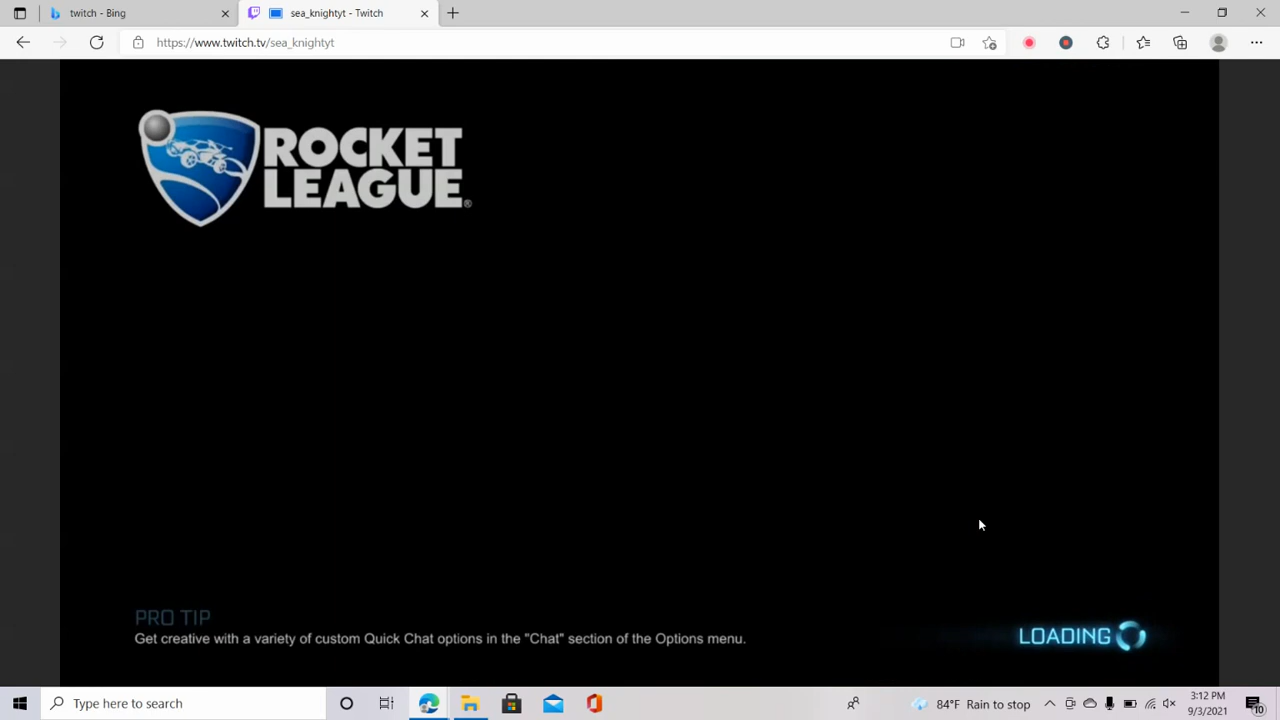 twitch - Bing
sea_knightyt - Twitch
https://www.twitch.tv/sea_knightyt
ROCKET
LEAGUE®
PRO TIP
Get creative with a variety of custom Quick Chat options in the "Chat" section of the Options menu.
LOADING
Type here to search
84°F Rain to stop
3:12 PM
9/3/2021
10